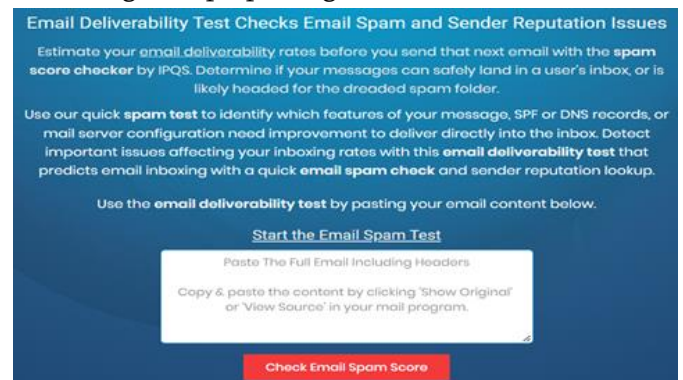 Email Deliverability Test Checks Email Spam and Sender Reputation Issues
Estimate your email deliverability rates before you send that next email with the spam
score checker by IPQS. Determine if your messages can safely land in a user's inbox, or is
likely headed for the dreaded spam folder.
Use our quick spam test to identify which features of your message, SPF or DNS records, or
mail server configuration need improvement to deliver directly into the inbox. Detect
important issues affecting your inboxing rates with this email deliverability test that
predicts email inboxing with a quick email spam check and sender reputation lookup.
Use the email deliverability test by pasting your email content below.
Start the Email Spam Test
Paste The Full Email Including Headers
Copy & paste the content by clicking 'Show Original'
or 'View Source' in your mail program.
Check Email Spam Score